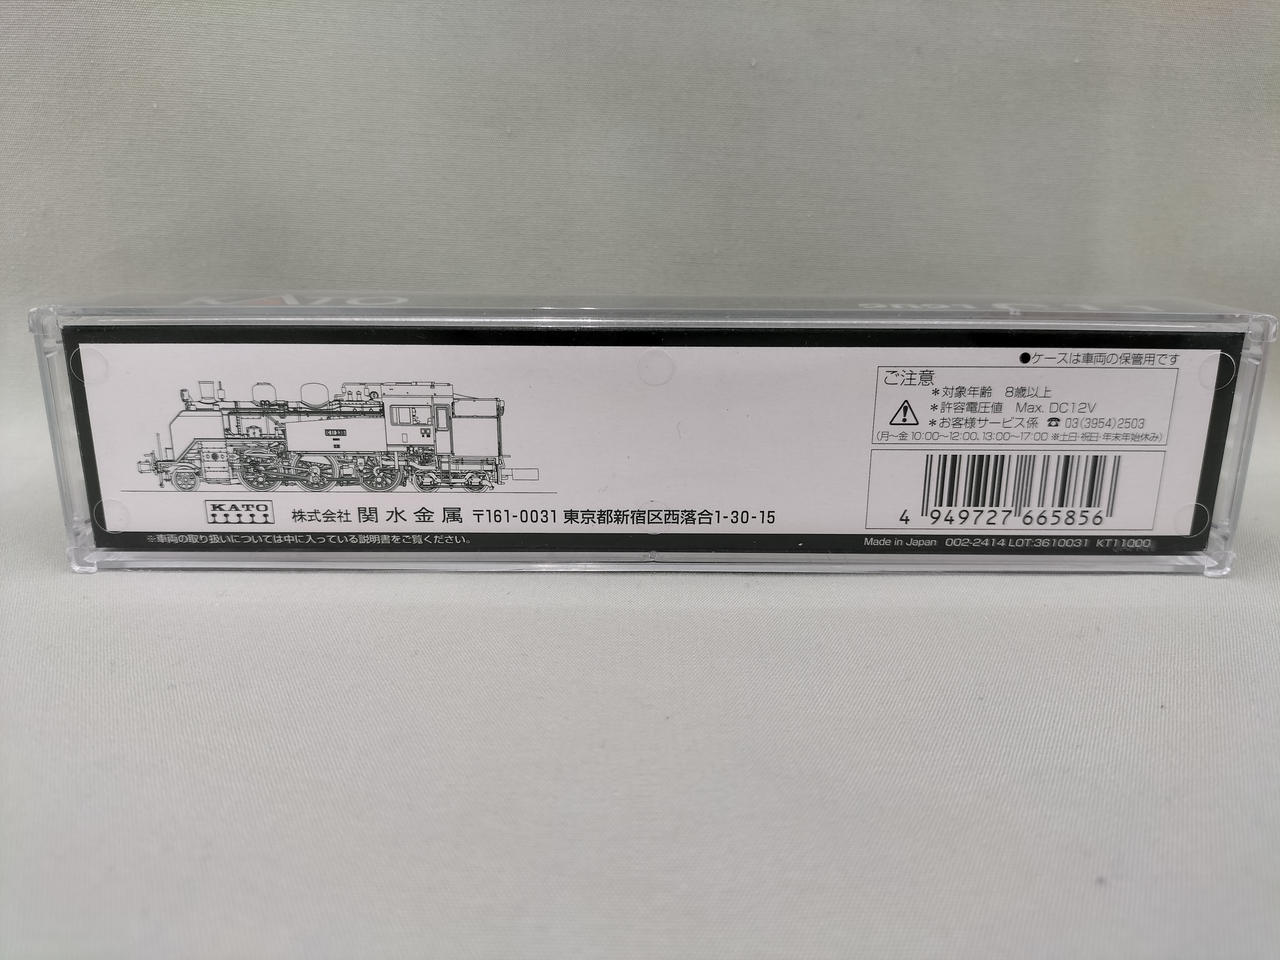 ●ケースは車両の保管用です
ご注意
＊対象年齢 8歳以上
＊許容電圧値 Max. DC12V
＊お客様サービス係 ☎ 03(3954)2503
(月〜金 10:00〜12:00、13:00〜17:00 ※土日・祝日・年末年始休み)
KATO
株式会社 関水金属 〒161-0031 東京都新宿区西落合1-30-15
4 949727 665856
※車両の取り扱いについては中に入っている説明書をご覧ください。
Made in Japan 002-2414 LOT:3610031 KT11000